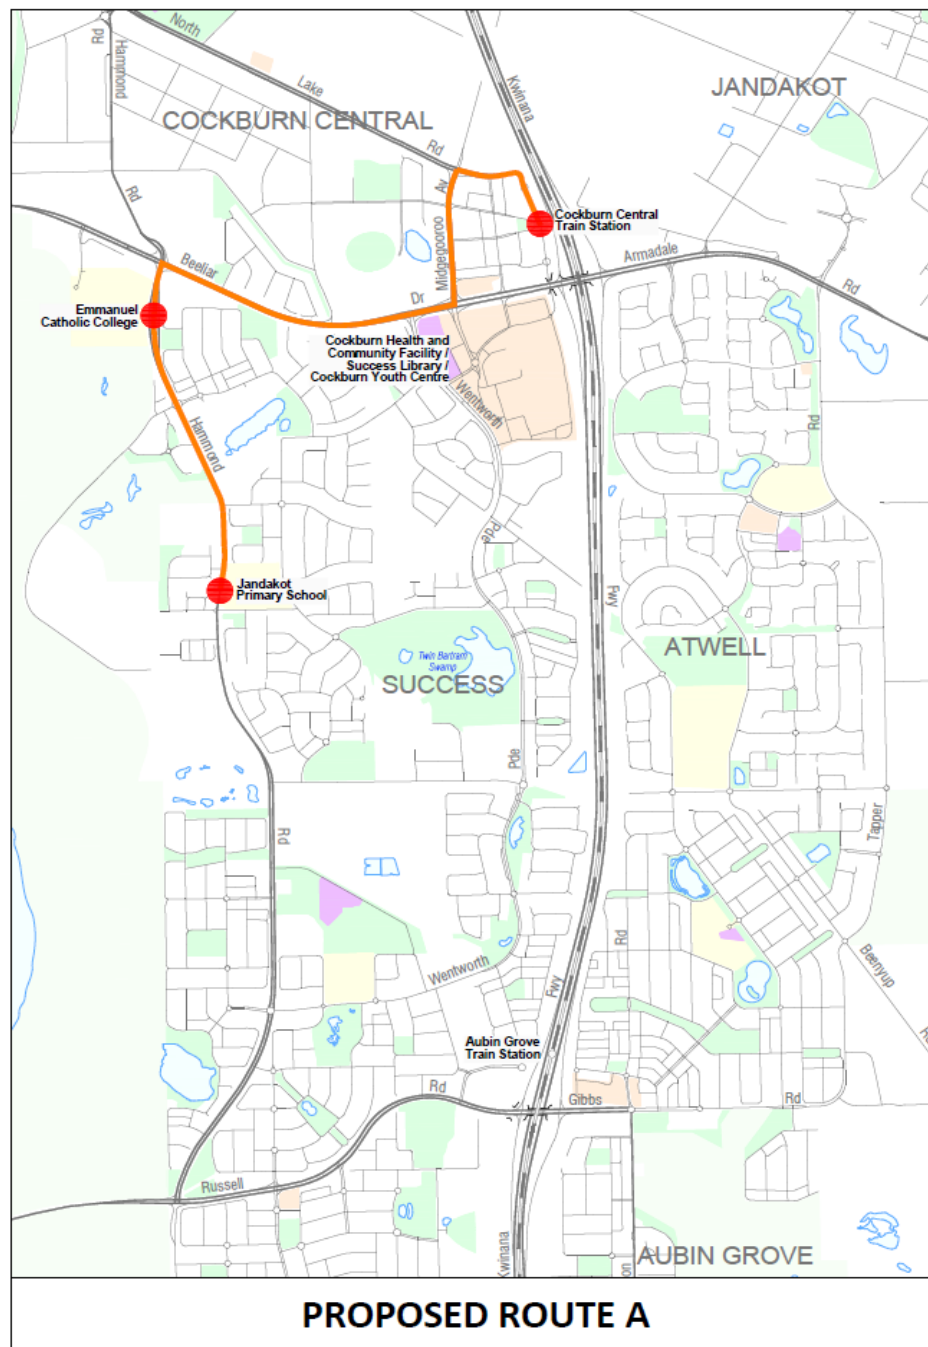 North
Rd
Hammond
Lake
Kwinana
JANDAKOT
COCKBURN CENTRAL
Rd
Rd
Av
Midgegooroo
Cockburn Central
Train Station
Armadale
Beeliar
Dr
Rd
Emmanuel
Catholic College
Cockburn Health and
Community Facility /
Success Library /
Cockburn Youth Centre
Wentworth
Rd
Hammond
Pde
Jandakot
Primary School
Fwy
ATWELL
Twin Bartram
Swamp
SUCCESS
Pde
Rd
Tapper
Rd
Beenyup
Wentworth
Fwy
Aubin Grove
Train Station
Rd
Gibbs
Rd
Russell
Kwinana
AUBIN GROVE
PROPOSED ROUTE A